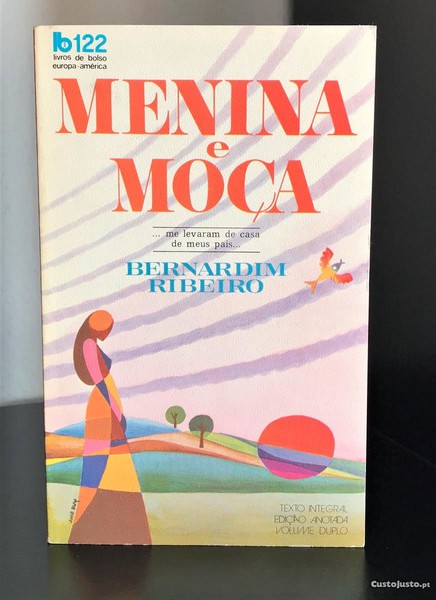 122
livros de bolso
europa-américa
MENINA
e
MOÇA
... me levaram de casa
de meus pais...
BERNARDIM
RIBEIRO
TEXTO INTEGRAL
EDIÇÃO ANOTADA
VOLUME DUPLO
CustoJusto.pt